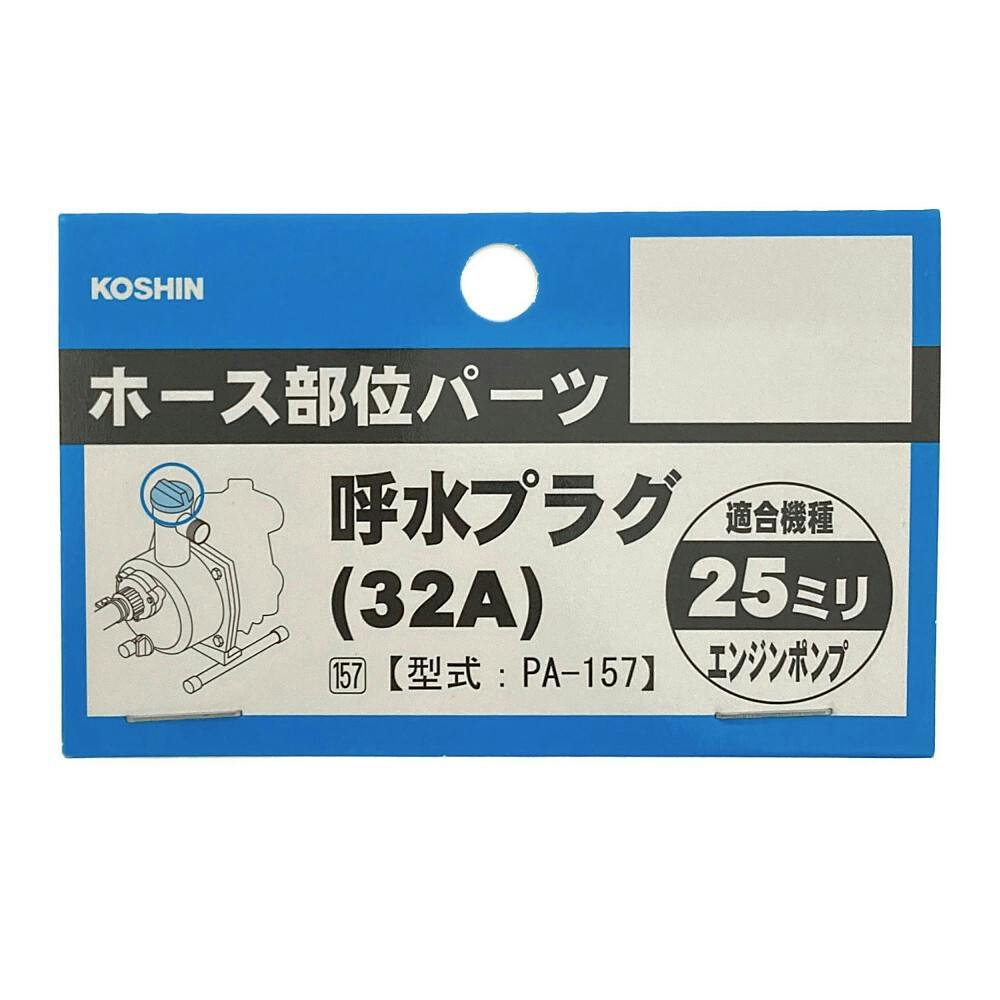 KOSHIN
ホース部位パーツ
呼水プラグ
(32A)
157【型式：PA-157】
適合機種
25ミリ
エンジンポンプ